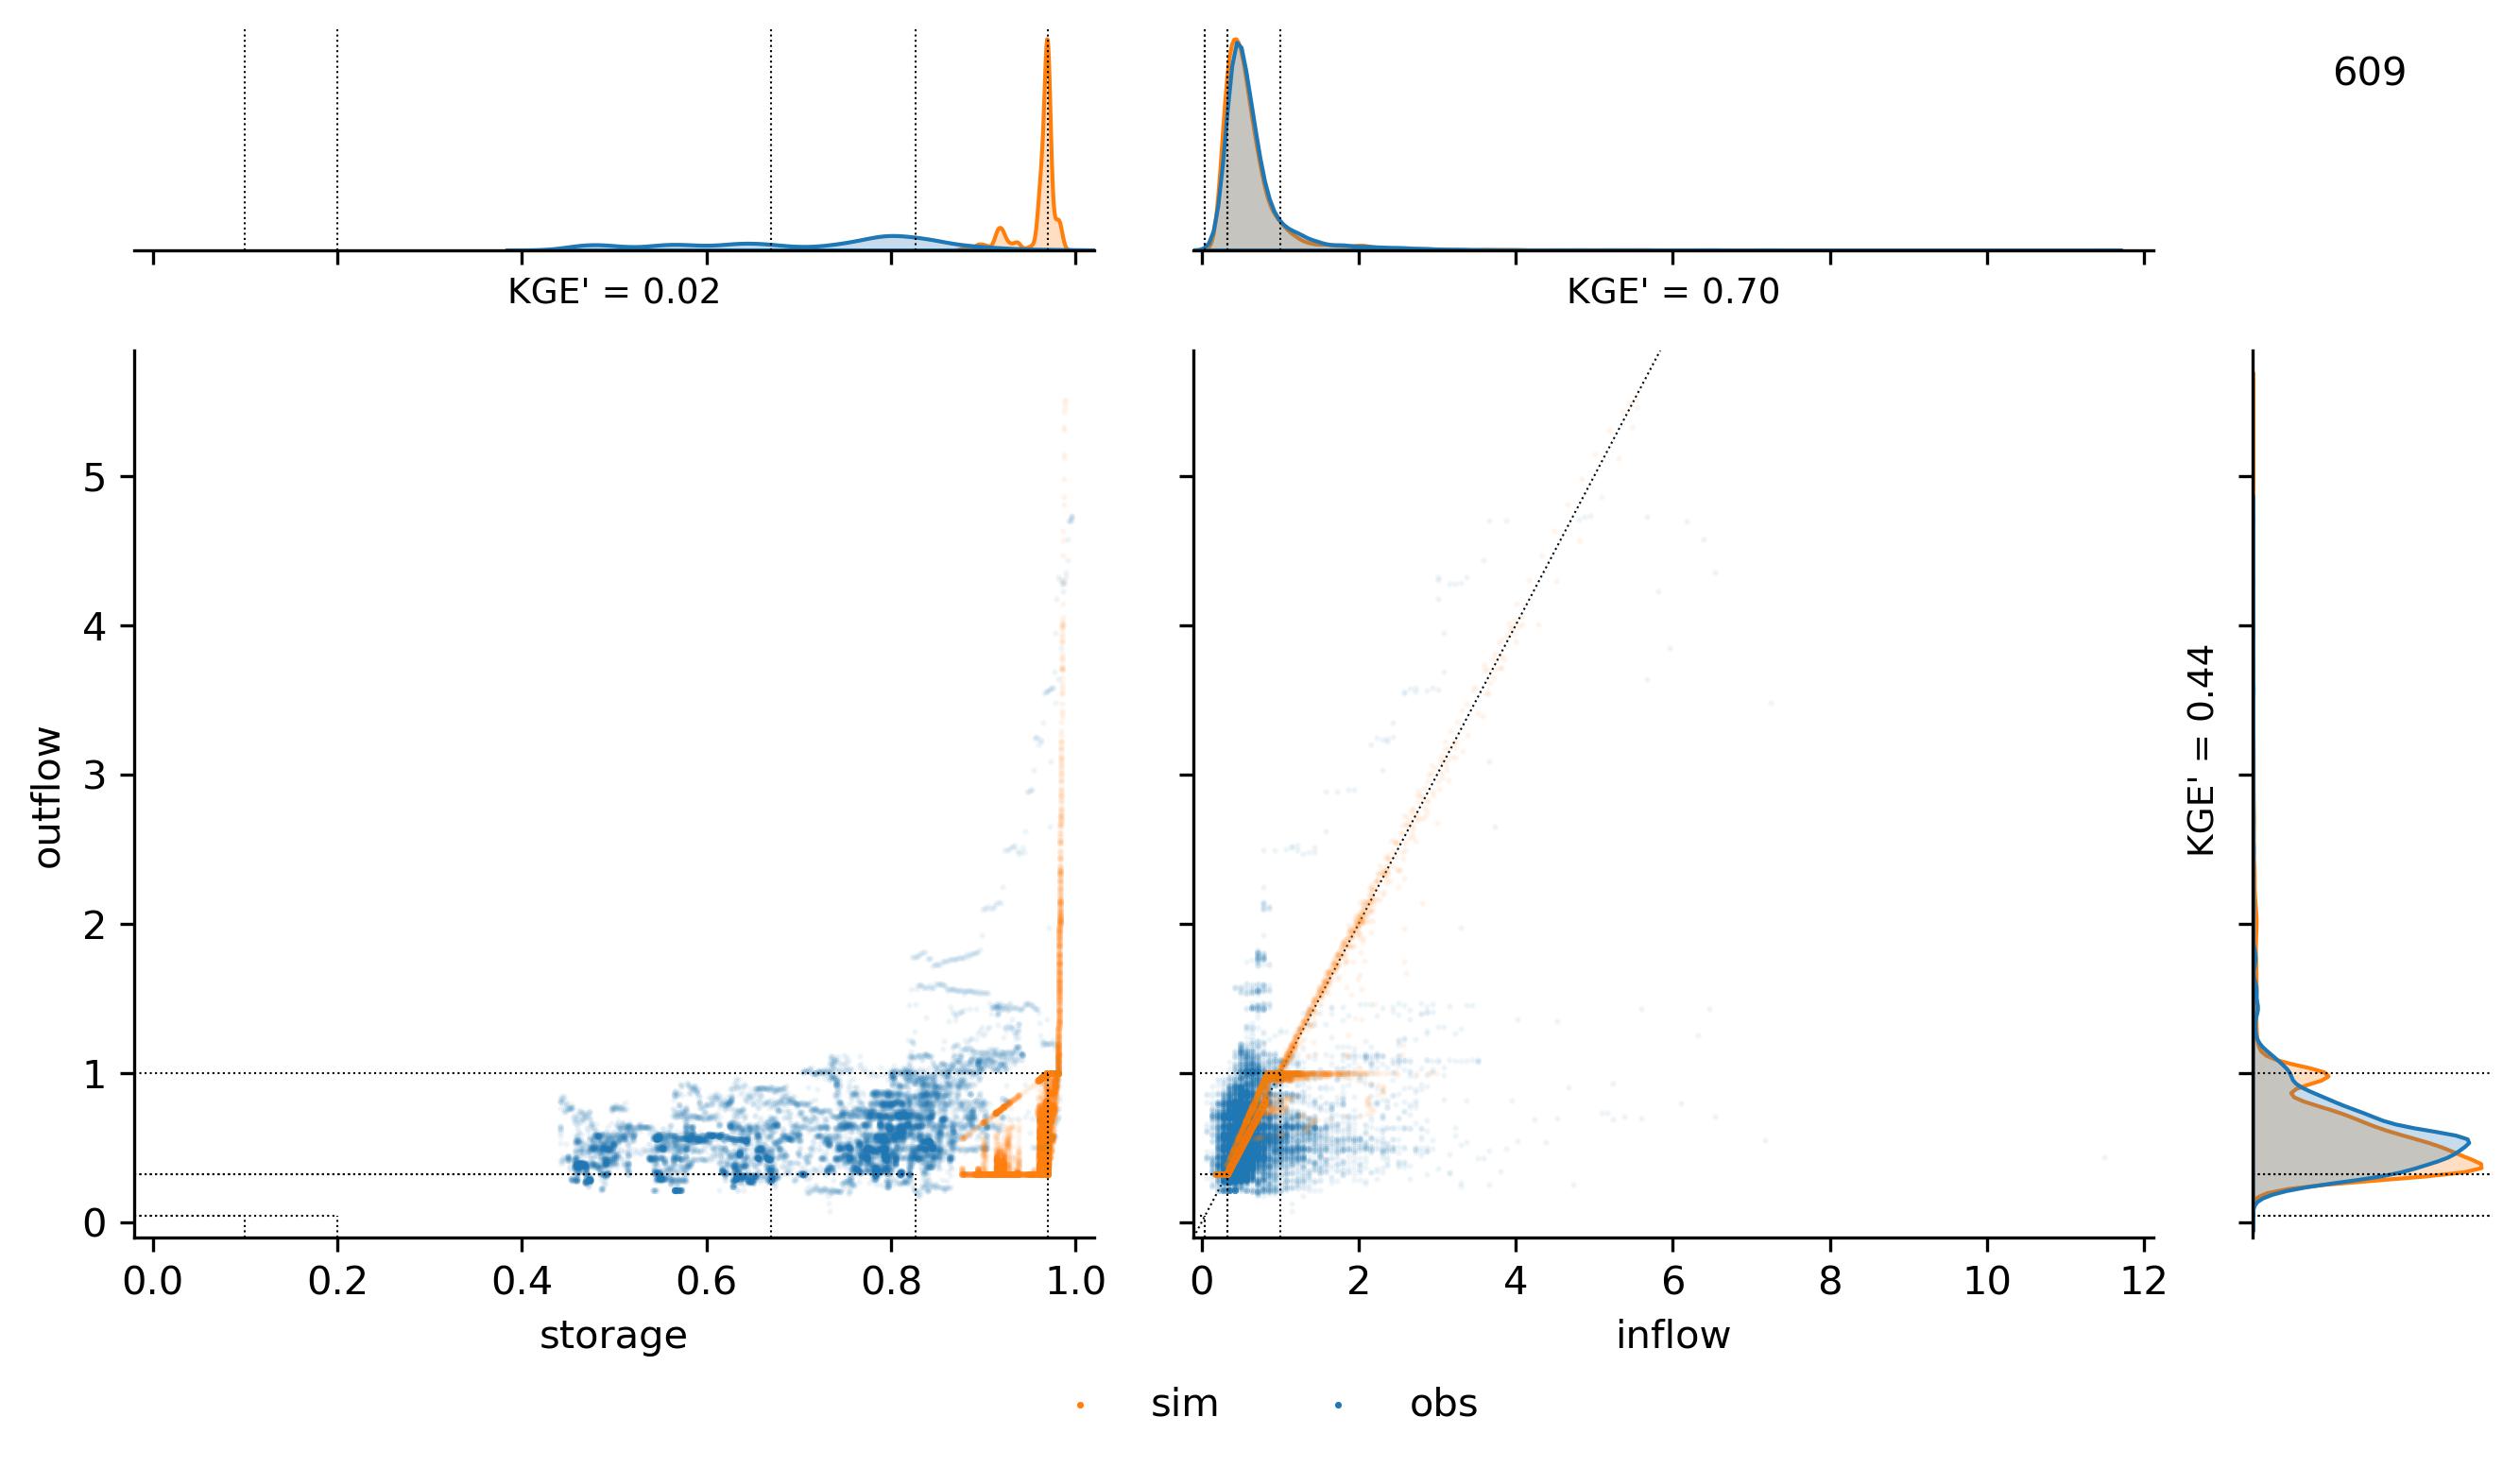 609
KGE' = 0.02
KGE' = 0.70
5
4
3
2
1
0
outflow
KGE' = 0.44
0.0 0.2 0.4 0.6 0.8 1.0
0 2 4 6 8 10 12
storage
inflow
sim obs